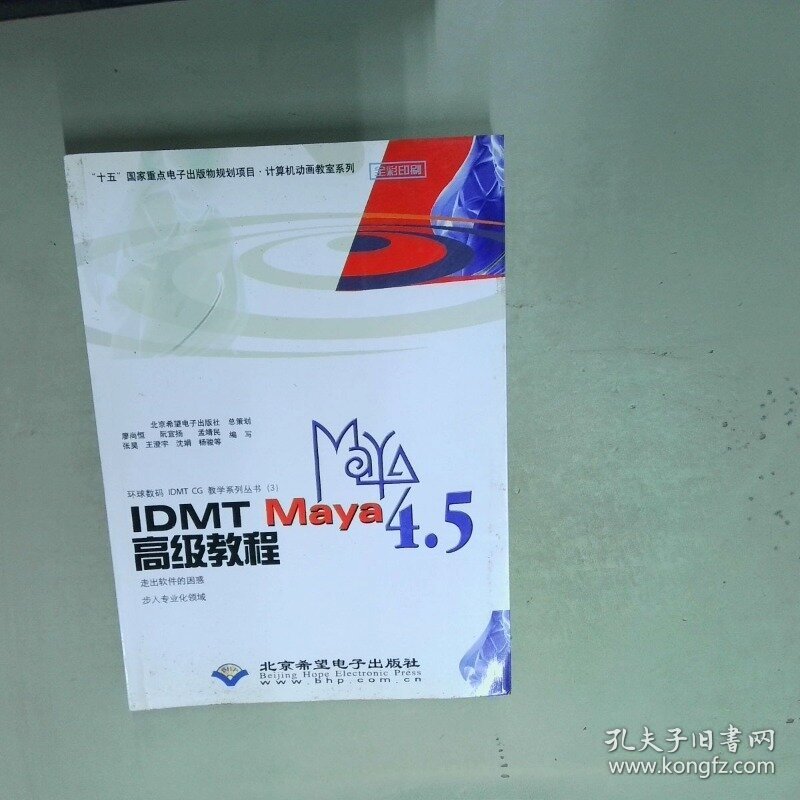 "十五"国家重点电子出版物规划项目·计算机动画教室系列
全彩印刷
北京希望电子出版社 总策划
廖尚恒 阮宜扬 孟晴民 编写
张昊 王澄宇 沈娟 杨骏等
MaYA
环球数码 IDMT CG 教学系列丛书(3)
IDMT Maya 4.5
高级教程
走出软件的困惑
步入专业化领域
北京希望电子出版社
Beijing Hope Electronic Press
www.bhp.com.cn
孔夫子旧书网
www.kongfz.com